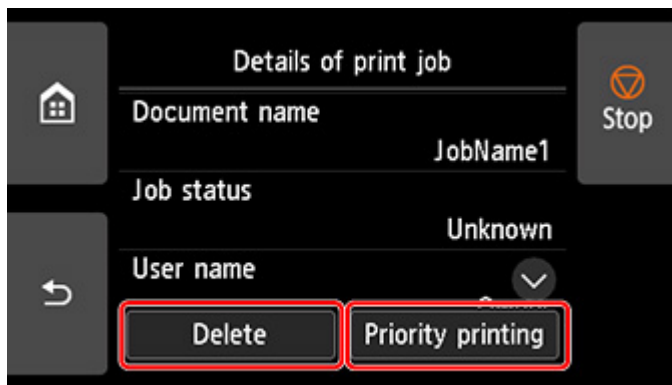 Details of print job
Stop
Document name
JobName1
Job status
Unknown
User name
Delete
Priority printing